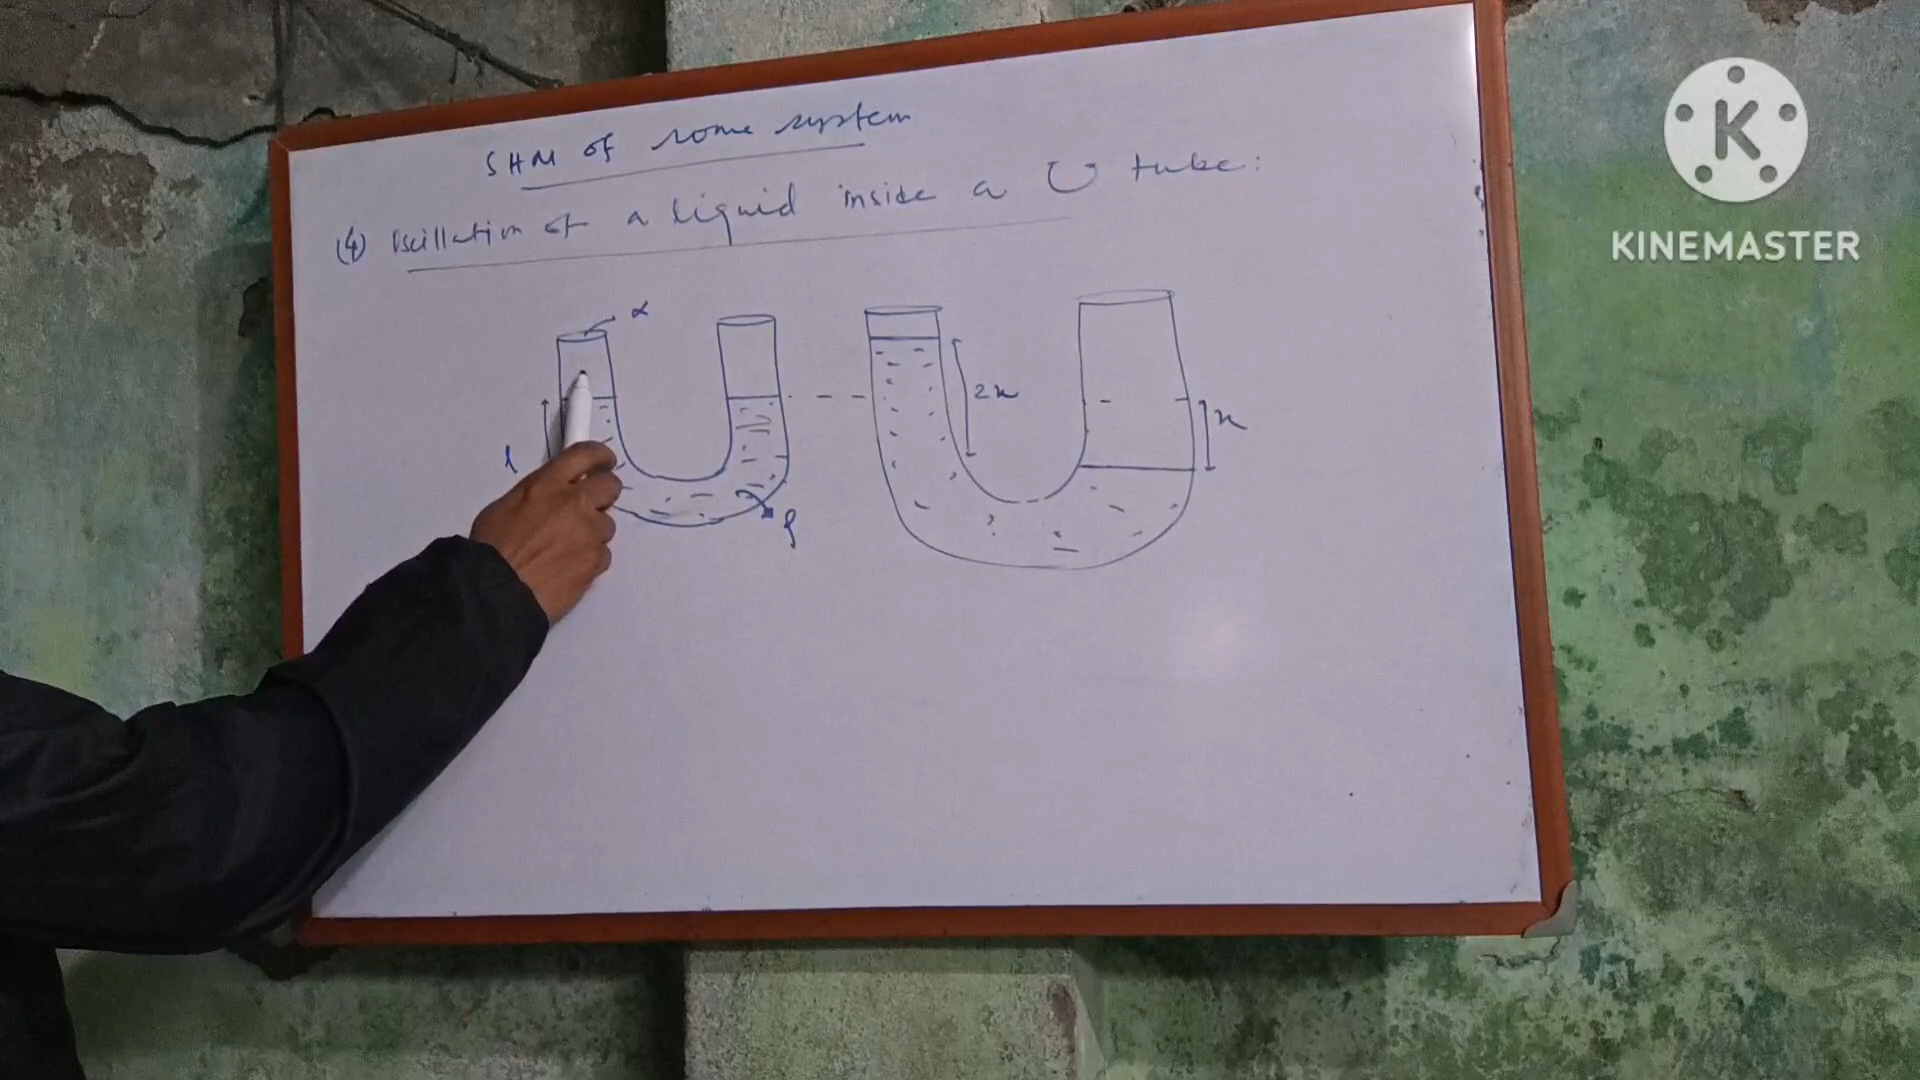 SHM of some system
(4) Oscillation of a liquid inside a U tube:
α
l
ρ
2x
x
K
KINEMASTER